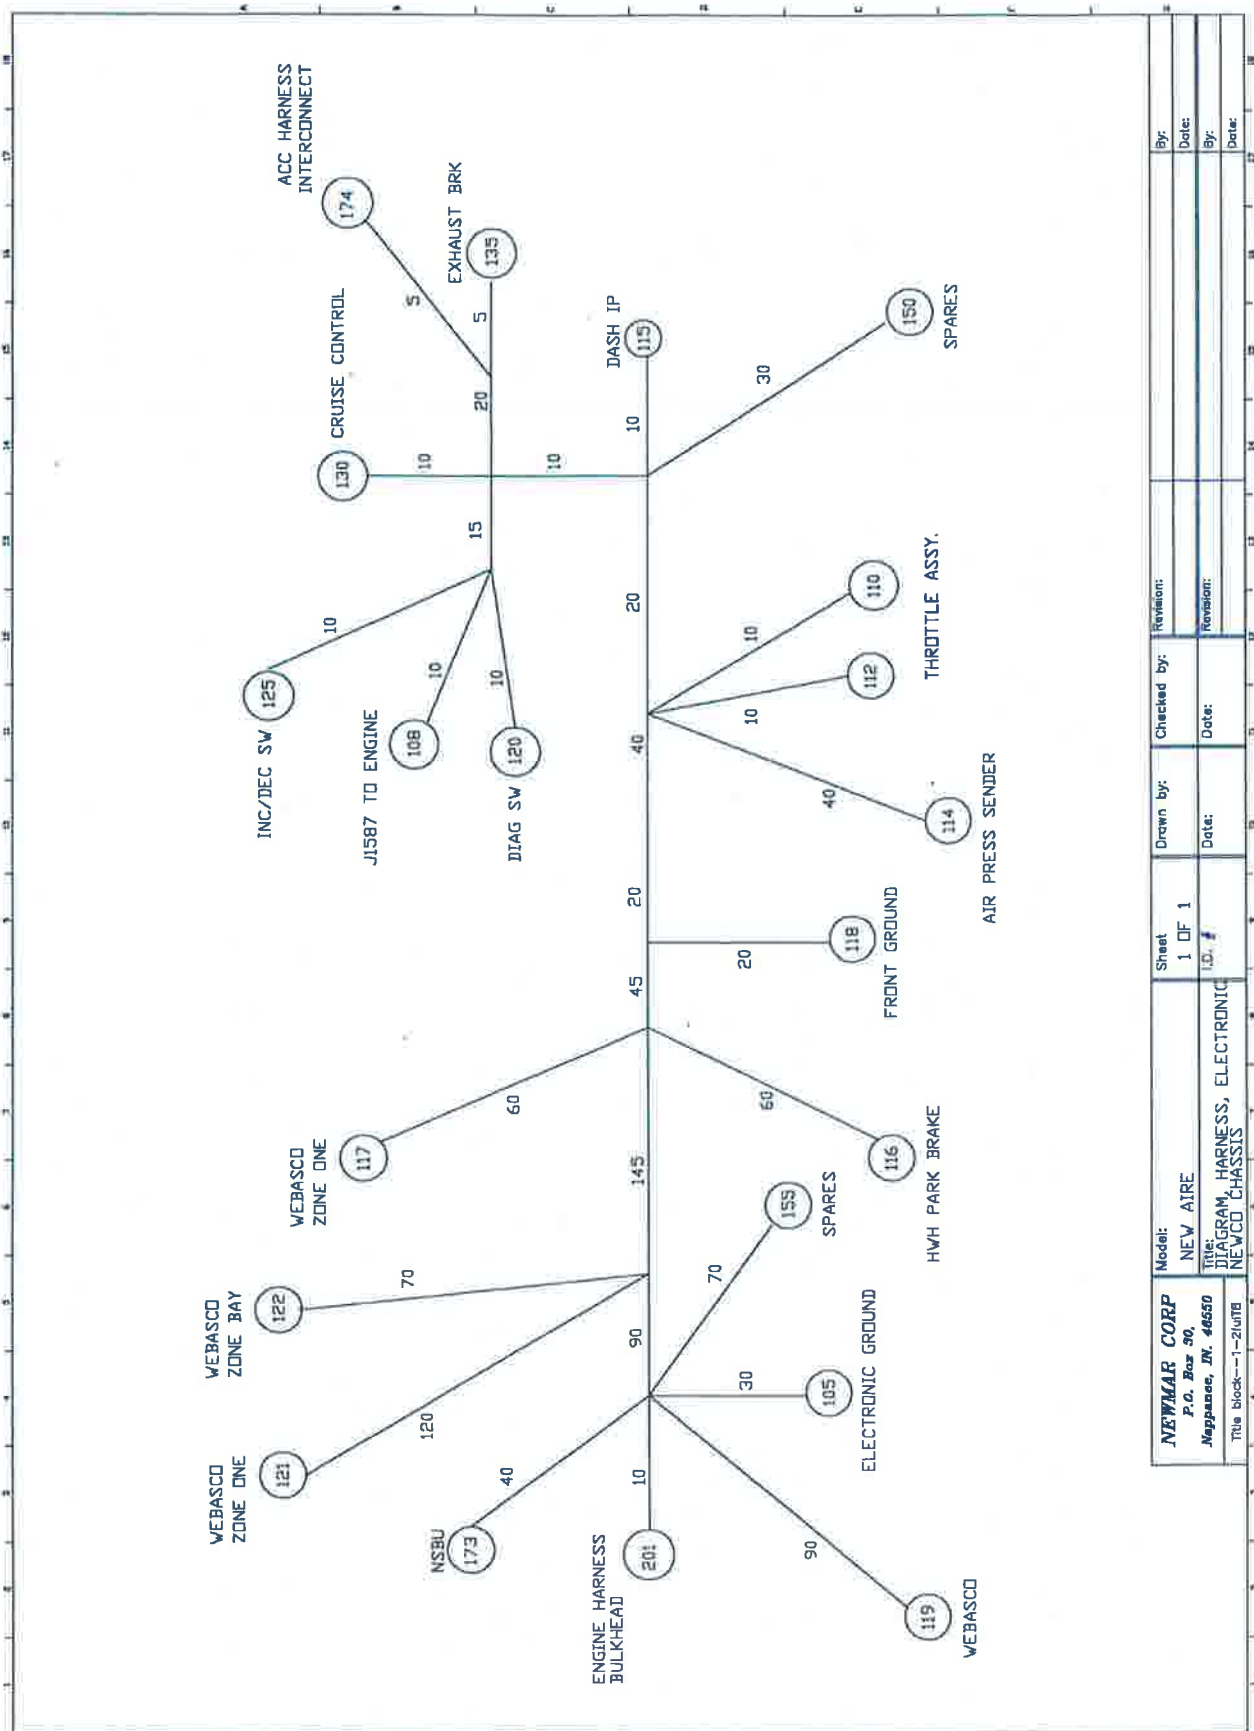 ACC HARNESS
INTERCONNECT
174
5
EXHAUST BRK
135
5
20
CRUISE CONTROL
130
10
10
15
INC/DEC SW
125
10
J1587 TO ENGINE
108
10
DIAG SW
120
10
DASH IP
115
10
30
150
SPARES
20
10
110
THROTTLE ASSY.
10
112
40
40
114
AIR PRESS SENDER
20
20
118
FRONT GROUND
45
WEBASCO
ZONE ONE
117
60
60
116
HWH PARK BRAKE
145
WEBASCO
ZONE BAY
122
70
WEBASCO
ZONE ONE
121
120
90
70
155
SPARES
30
105
ELECTRONIC GROUND
NSBU
173
40
10
ENGINE HARNESS
BULKHEAD
201
90
119
WEBASCO
NEWMAR CORP
P.O. Box 30,
Nappanee, IN. 46550
Model:
NEW AIRE
Title:
DIAGRAM, HARNESS, ELECTRONIC
NEWCO CHASSIS
Sheet
1 OF 1
I.D. #
Drawn by:
Date:
Checked by:
Date:
Revision:
Revision:
By:
Date:
By:
Date: